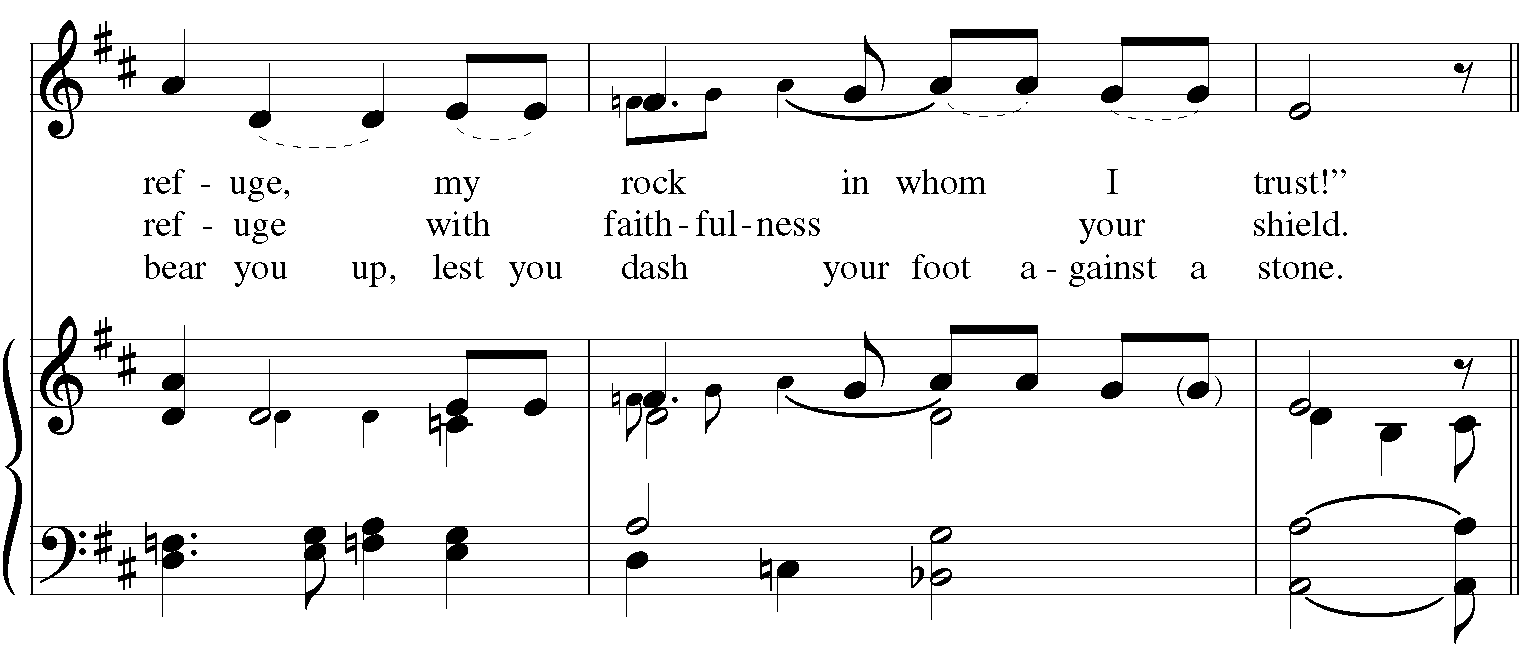 ref - uge, my rock in whom I trust!”
ref - uge with faith - ful - ness your shield.
bear you up, lest you dash your foot a - gainst a stone.